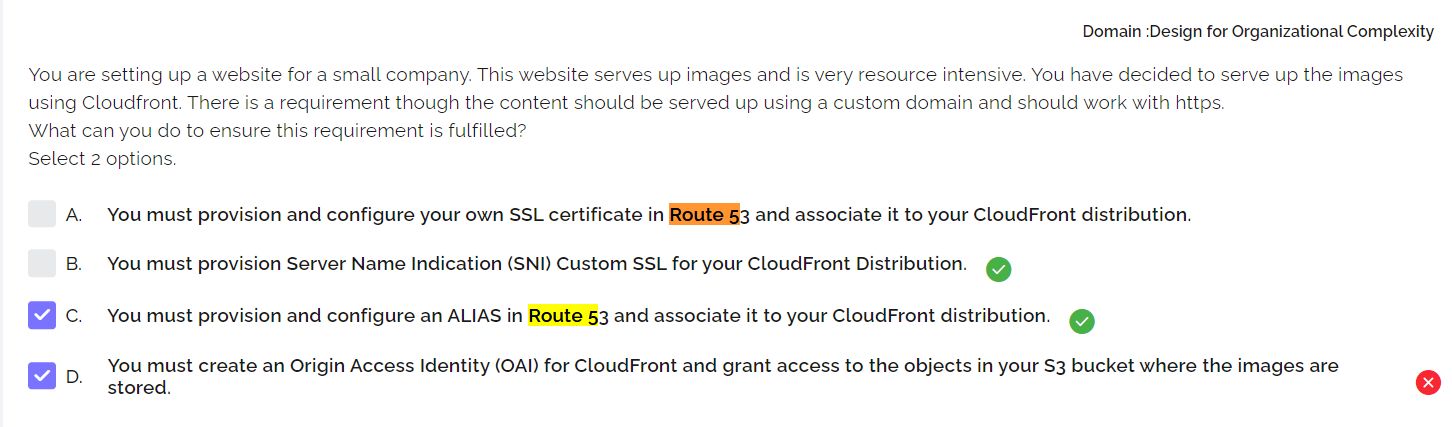 Domain :Design for Organizational Complexity
You are setting up a website for a small company. This website serves up images and is very resource intensive. You have decided to serve up the images
using Cloudfront. There is a requirement though the content should be served up using a custom domain and should work with https.
What can you do to ensure this requirement is fulfilled?
Select 2 options.
A. You must provision and configure your own SSL certificate in Route 53 and associate it to your CloudFront distribution.
B. You must provision Server Name Indication (SNI) Custom SSL for your CloudFront Distribution.
C. You must provision and configure an ALIAS in Route 53 and associate it to your CloudFront distribution.
D. You must create an Origin Access Identity (OAI) for CloudFront and grant access to the objects in your S3 bucket where the images are
stored.